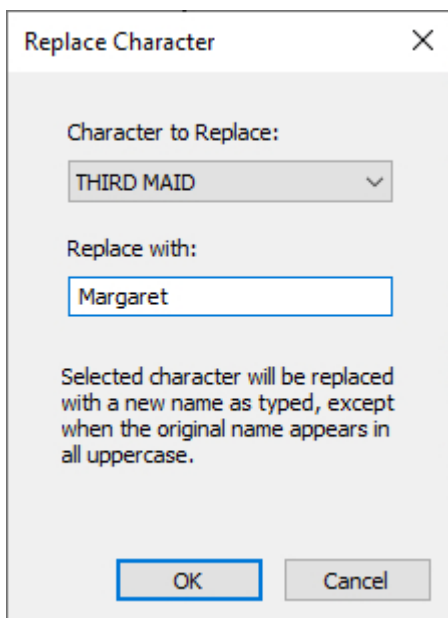 Replace Character
Character to Replace:
THIRD MAID
Replace with:
Margaret
Selected character will be replaced
with a new name as typed, except
when the original name appears in
all uppercase.
OK Cancel